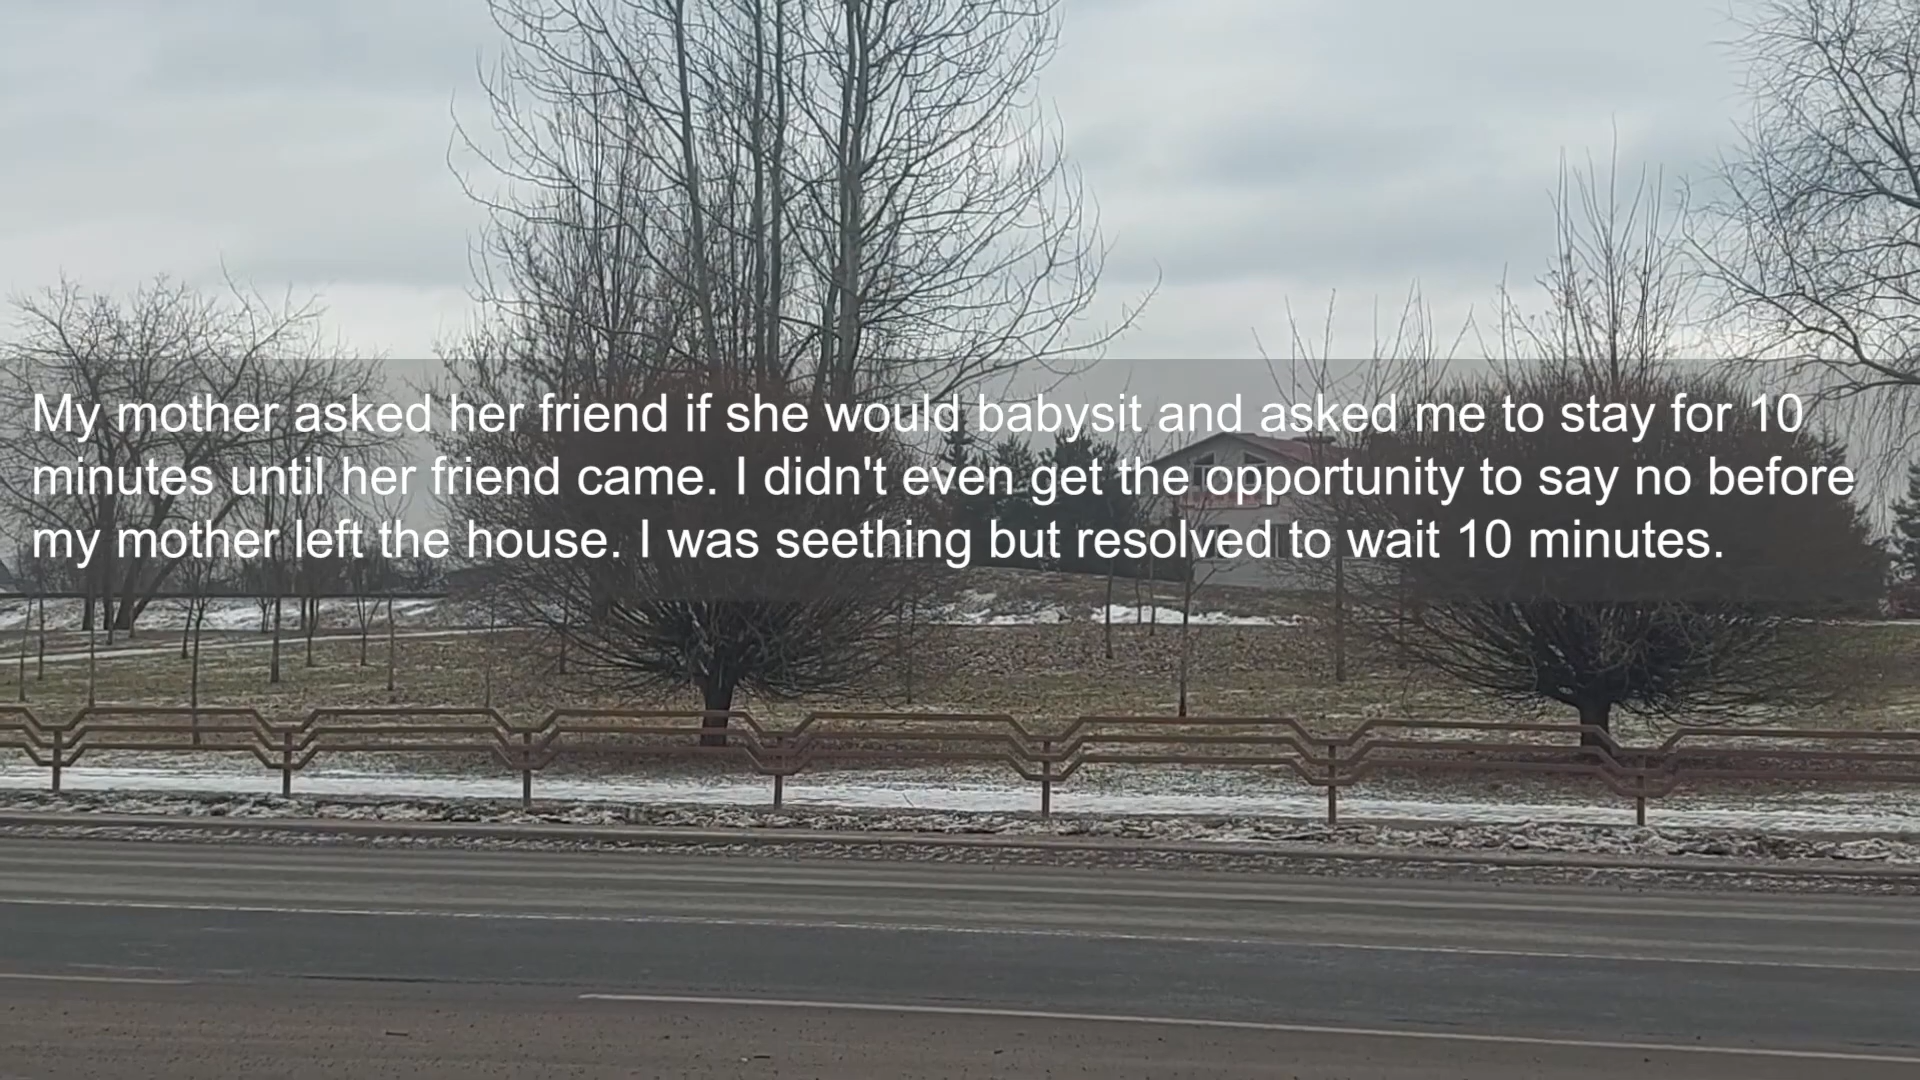 My mother asked her friend if she would babysit and asked me to stay for 10
minutes until her friend came. I didn't even get the opportunity to say no before
my mother left the house. I was seething but resolved to wait 10 minutes.